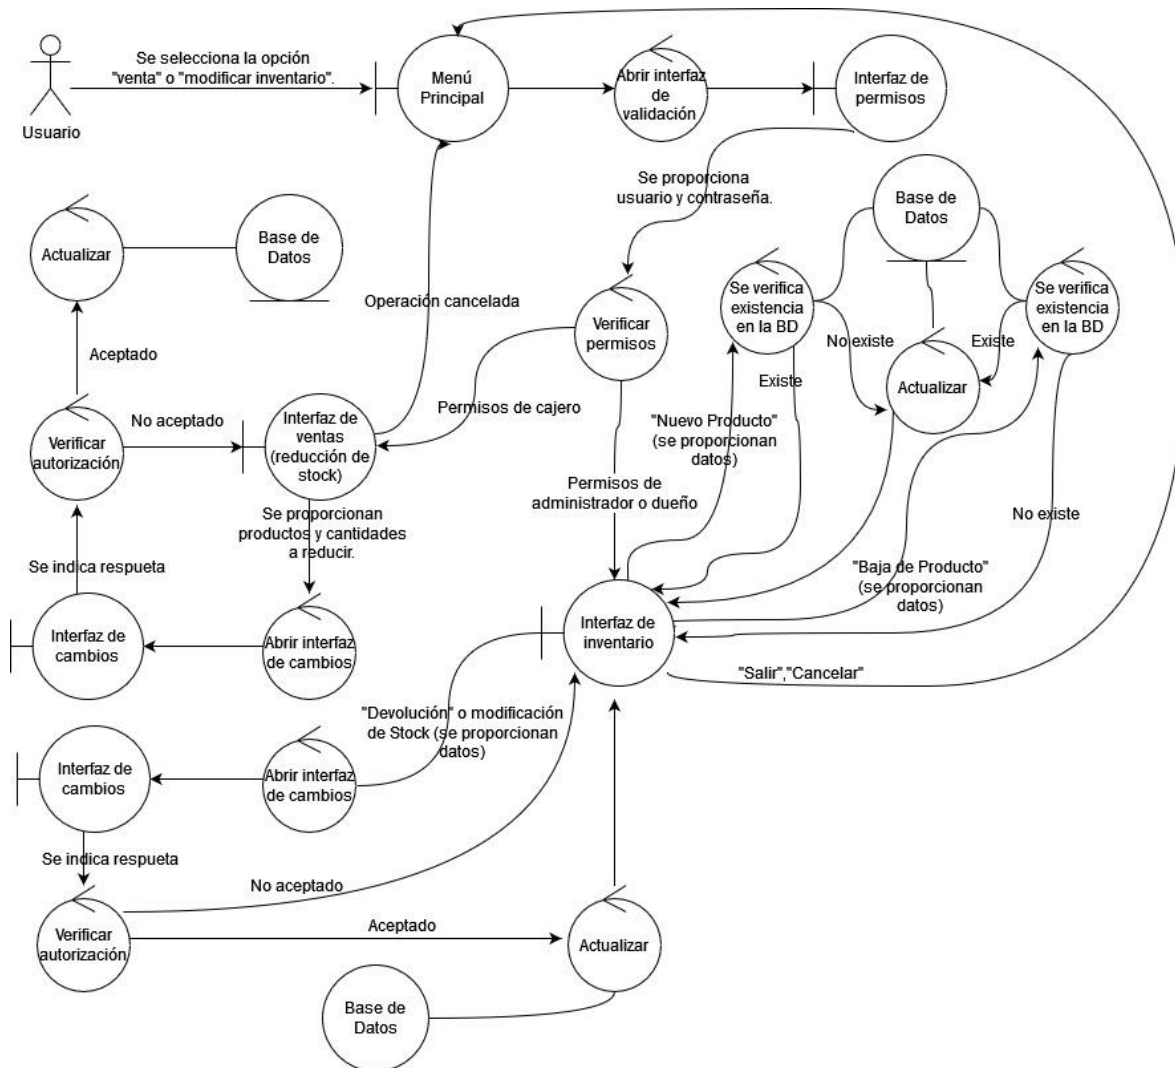 Se selecciona la opción
"venta" o "modificar inventario".
Usuario
Menú
Principal
Abrir interfaz
de
validación
Interfaz de
permisos
Se proporciona
usuario y contraseña.
Base de
Datos
Actualizar
Base de
Datos
Operación cancelada
Verificar
permisos
Se verifica
existencia
en la BD
Se verifica
existencia
en la BD
No existe
Existe
Actualizar
Existe
Aceptado
Permisos de cajero
"Nuevo Producto"
(se proporcionan
datos)
Verificar
autorización
No aceptado
Interfaz de
ventas
(reducción de
stock)
Permisos de
administrador o dueño
Se proporcionan
productos y cantidades
a reducir.
No existe
Se indica respueta
"Baja de Producto"
(se proporcionan
datos)
Interfaz de
cambios
Abrir interfaz
de cambios
Interfaz de
inventario
"Salir","Cancelar"
"Devolución" o modificación
de Stock (se proporcionan
datos)
Interfaz de
cambios
Abrir interfaz
de cambios
Se indica respueta
No aceptado
Verificar
autorización
Aceptado
Actualizar
Base de
Datos